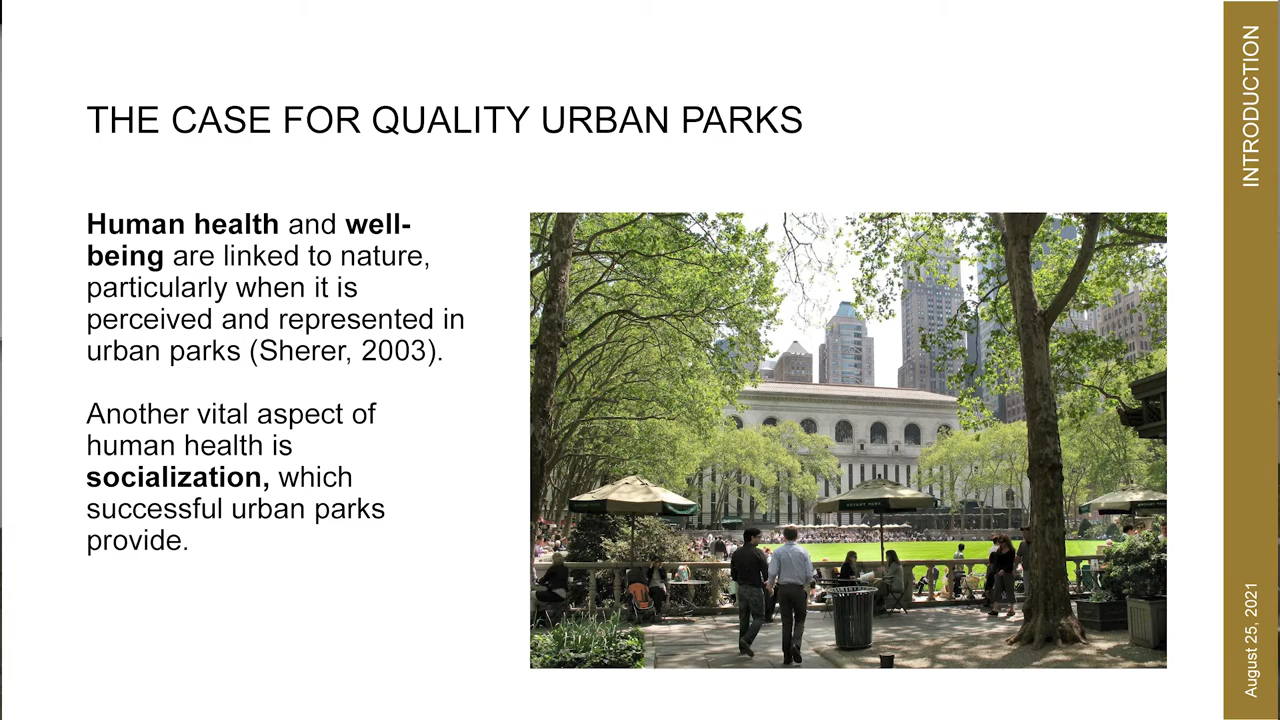 THE CASE FOR QUALITY URBAN PARKS
Human health and well-
being are linked to nature,
particularly when it is
perceived and represented in
urban parks (Sherer, 2003).
Another vital aspect of
human health is
socialization, which
successful urban parks
provide.
BRYANT PARK
INTRODUCTION
August 25, 2021